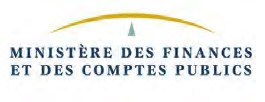 MINISTÈRE DES FINANCES
ET DES COMPTES PUBLICS